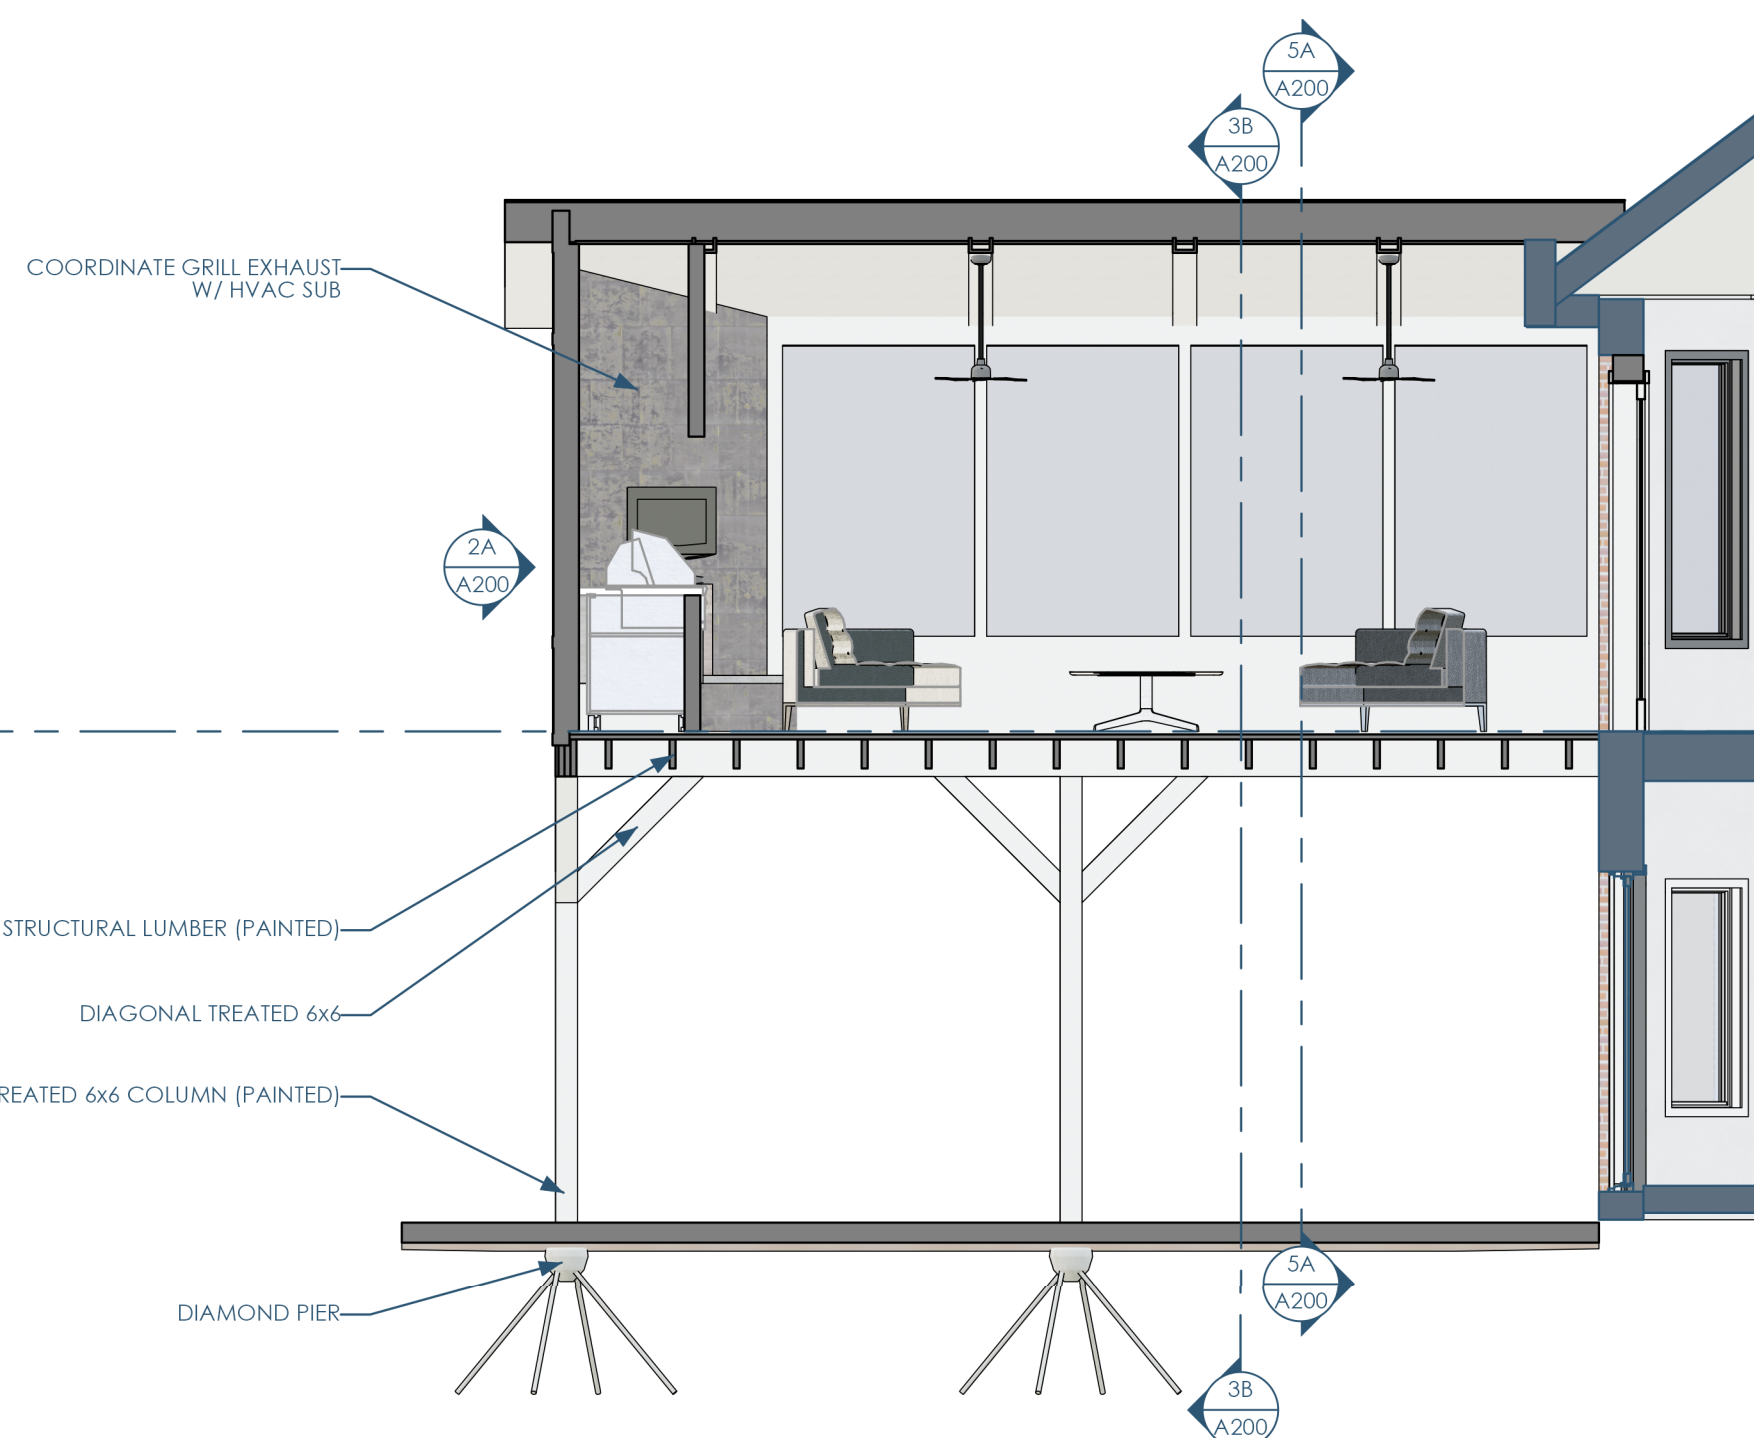 5A
A200
3B
A200
COORDINATE GRILL EXHAUST
W/ HVAC SUB
2A
A200
STRUCTURAL LUMBER (PAINTED)
DIAGONAL TREATED 6x6
REATED 6x6 COLUMN (PAINTED)
5A
A200
DIAMOND PIER
3B
A200